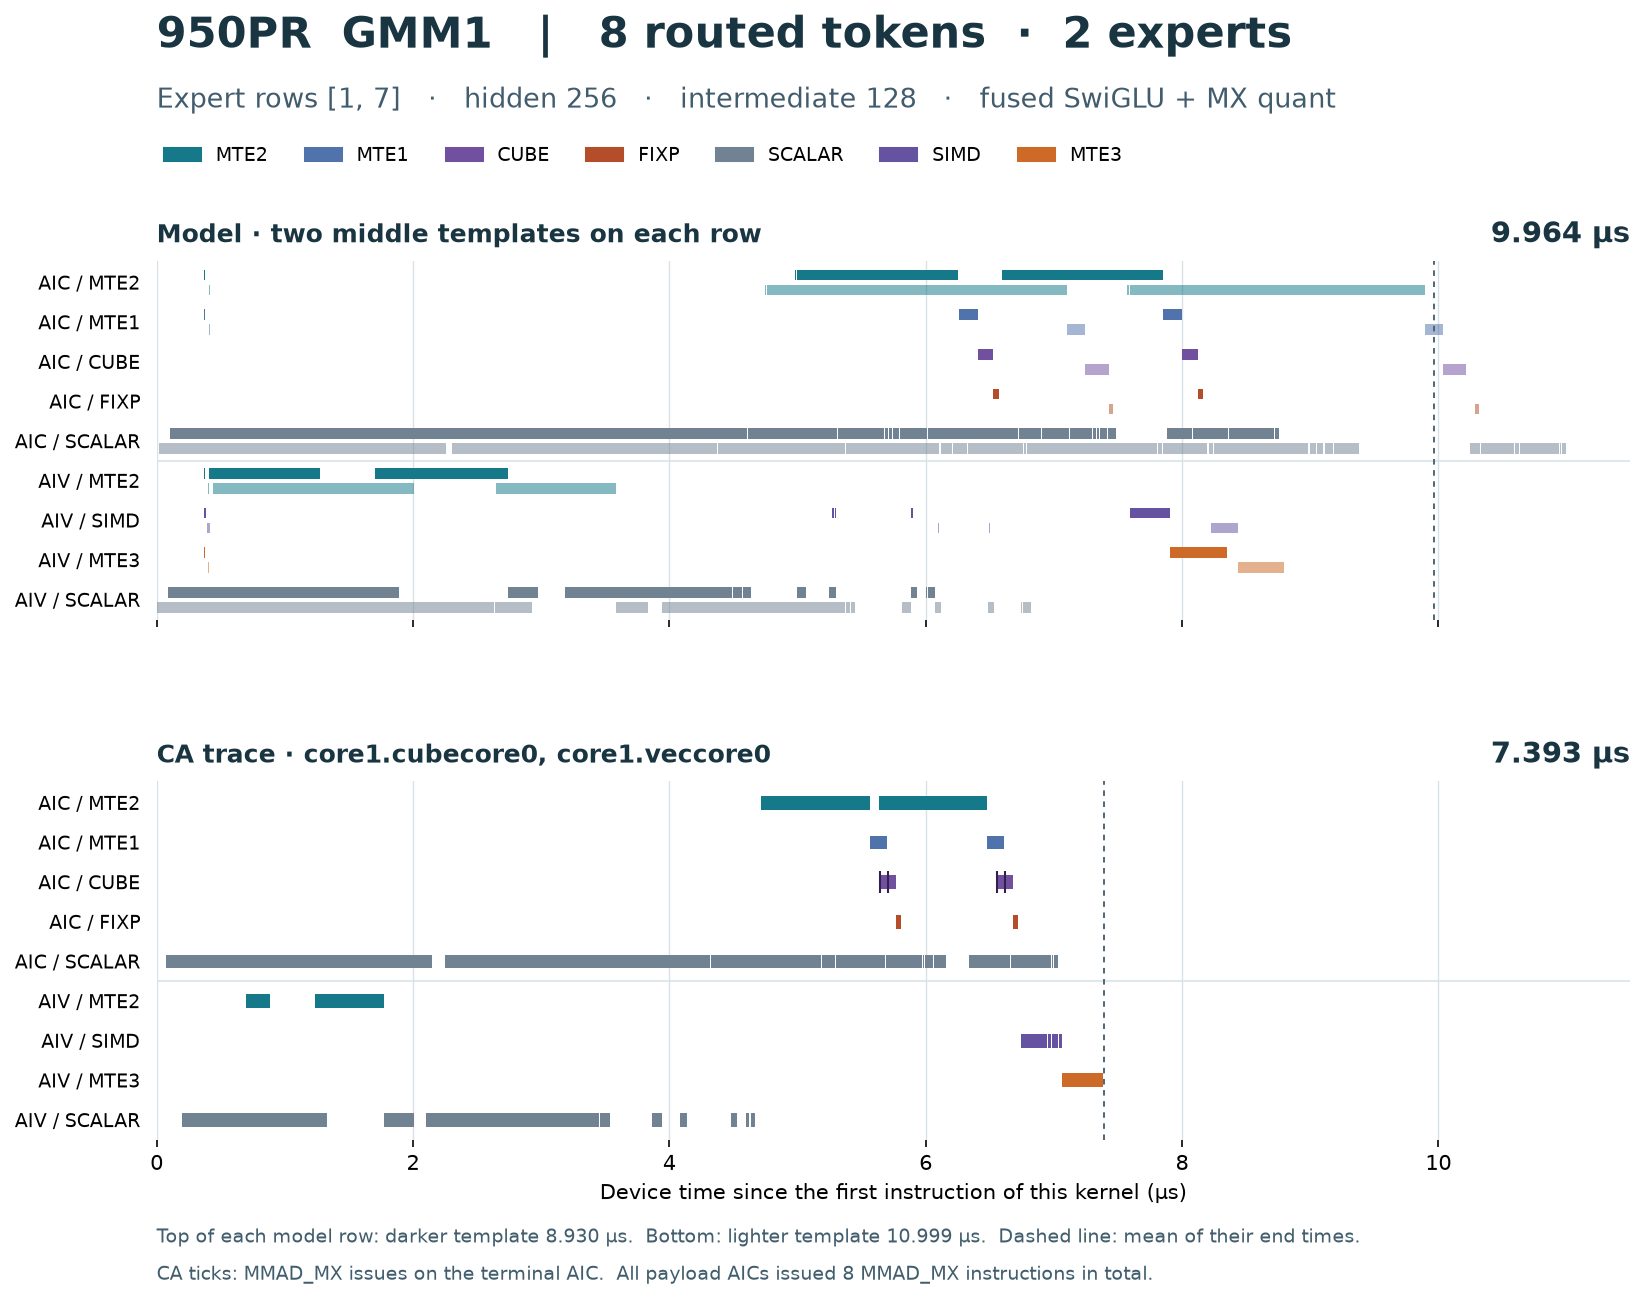 950PR GMM1 | 8 routed tokens · 2 experts
Expert rows [1, 7] · hidden 256 · intermediate 128 · fused SwiGLU + MX quant
MTE2 MTE1 CUBE FIXP SCALAR SIMD MTE3
Model · two middle templates on each row 9.964 µs
AIC / MTE2
AIC / MTE1
AIC / CUBE
AIC / FIXP
AIC / SCALAR
AIV / MTE2
AIV / SIMD
AIV / MTE3
AIV / SCALAR
CA trace · core1.cubecore0, core1.veccore0 7.393 µs
AIC / MTE2
AIC / MTE1
AIC / CUBE
AIC / FIXP
AIC / SCALAR
AIV / MTE2
AIV / SIMD
AIV / MTE3
AIV / SCALAR
0 2 4 6 8 10
Device time since the first instruction of this kernel (µs)
Top of each model row: darker template 8.930 µs. Bottom: lighter template 10.999 µs. Dashed line: mean of their end times.
CA ticks: MMAD_MX issues on the terminal AIC. All payload AICs issued 8 MMAD_MX instructions in total.